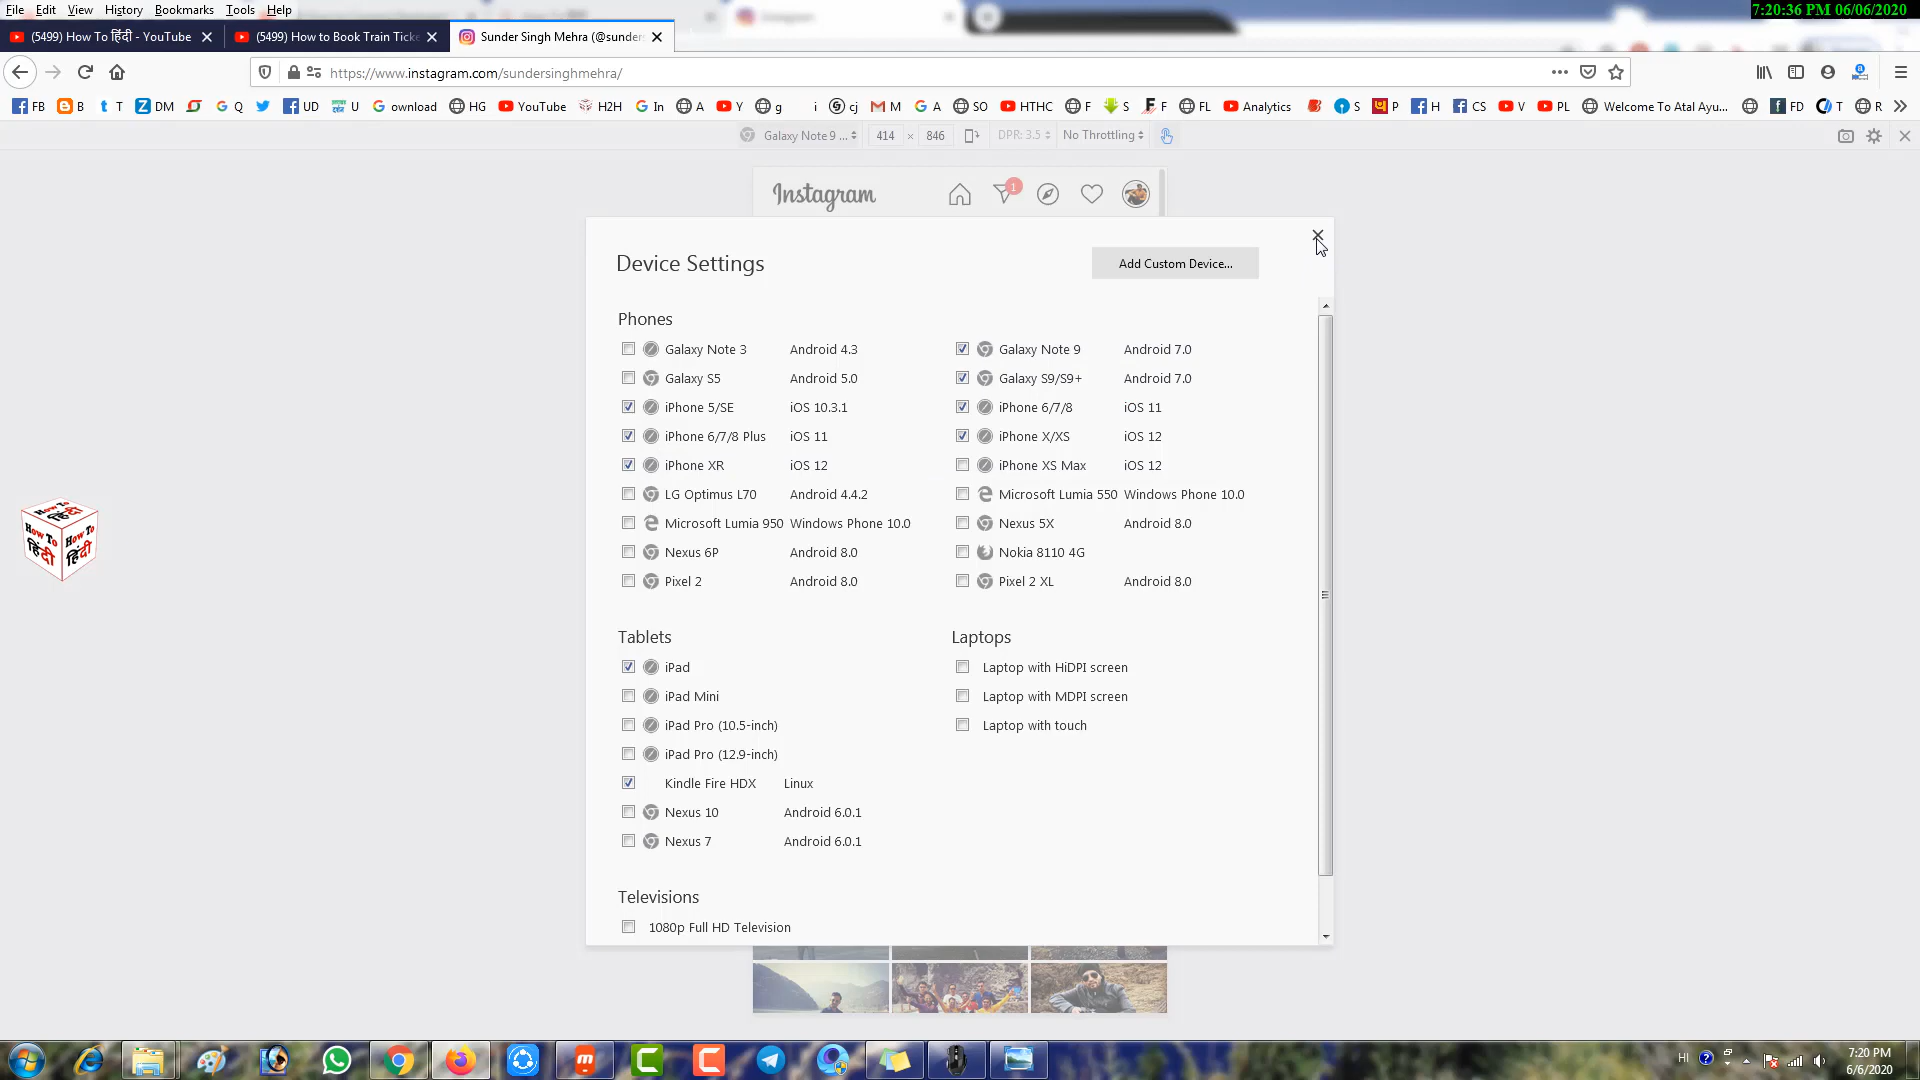 File Edit View History Bookmarks Tools Help
7:20:36 PM 06/06/2020
(5499) How To हिंदी - YouTube
(5499) How to Book Train Ticke
Sunder Singh Mehra (@sunder
https://www.instagram.com/sundersinghmehra/
FB B T DM Q UD U ownload HG YouTube H2H In A Y g i cj M A SO HTHC F S F FL Analytics S P H CS V PL Welcome To Atal Ayu... FD T R
Galaxy Note 9 ... 414 × 846 DPR: 3.5 No Throttling
Instagram 1
Device Settings
Add Custom Device...
Phones
Galaxy Note 3 Android 4.3 Galaxy Note 9 Android 7.0
Galaxy S5 Android 5.0 Galaxy S9/S9+ Android 7.0
iPhone 5/SE iOS 10.3.1 iPhone 6/7/8 iOS 11
iPhone 6/7/8 Plus iOS 11 iPhone X/XS iOS 12
iPhone XR iOS 12 iPhone XS Max iOS 12
LG Optimus L70 Android 4.4.2 Microsoft Lumia 550 Windows Phone 10.0
Microsoft Lumia 950 Windows Phone 10.0 Nexus 5X Android 8.0
Nexus 6P Android 8.0 Nokia 8110 4G
Pixel 2 Android 8.0 Pixel 2 XL Android 8.0
Tablets Laptops
iPad Laptop with HiDPI screen
iPad Mini Laptop with MDPI screen
iPad Pro (10.5-inch) Laptop with touch
iPad Pro (12.9-inch)
Kindle Fire HDX Linux
Nexus 10 Android 6.0.1
Nexus 7 Android 6.0.1
Televisions
1080p Full HD Television
How To हिंदी
How To हिंदी
How To हिंदी
HI
7:20 PM
6/6/2020